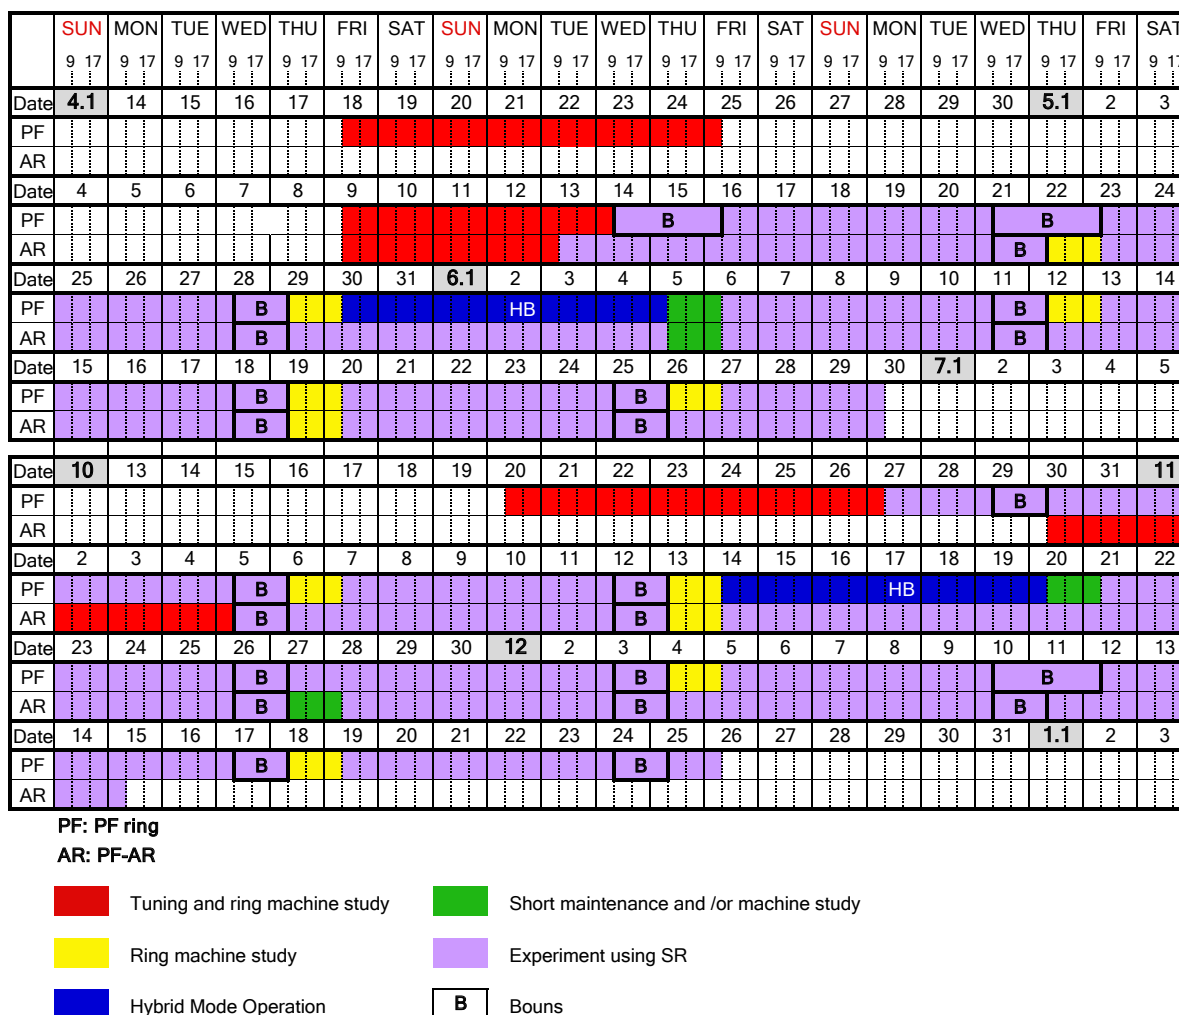 SUN MON TUE WED THU FRI SAT SUN MON TUE WED THU FRI SAT SUN MON TUE WED THU FRI SAT
9 17 9 17 9 17 9 17 9 17 9 17 9 17 9 17 9 17 9 17 9 17 9 17 9 17 9 17 9 17 9 17 9 17 9 17 9 17 9 17 9 17
Date 4.1 14 15 16 17 18 19 20 21 22 23 24 25 26 27 28 29 30 5.1 2 3
PF
AR
Date 4 5 6 7 8 9 10 11 12 13 14 15 16 17 18 19 20 21 22 23 24
PF B B
AR B
Date 25 26 27 28 29 30 31 6.1 2 3 4 5 6 7 8 9 10 11 12 13 14
PF B HB B
AR B B
Date 15 16 17 18 19 20 21 22 23 24 25 26 27 28 29 30 7.1 2 3 4 5
PF B B
AR B B
Date 10 13 14 15 16 17 18 19 20 21 22 23 24 25 26 27 28 29 30 31 11
PF B
AR
Date 2 3 4 5 6 7 8 9 10 11 12 13 14 15 16 17 18 19 20 21 22
PF B B HB
AR B B
Date 23 24 25 26 27 28 29 30 12 2 3 4 5 6 7 8 9 10 11 12 13
PF B B B
AR B B B
Date 14 15 16 17 18 19 20 21 22 23 24 25 26 27 28 29 30 31 1.1 2 3
PF B B
AR
PF: PF ring
AR: PF-AR
Tuning and ring machine study
Short maintenance and /or machine study
Ring machine study
Experiment using SR
Hybrid Mode Operation
B Bouns